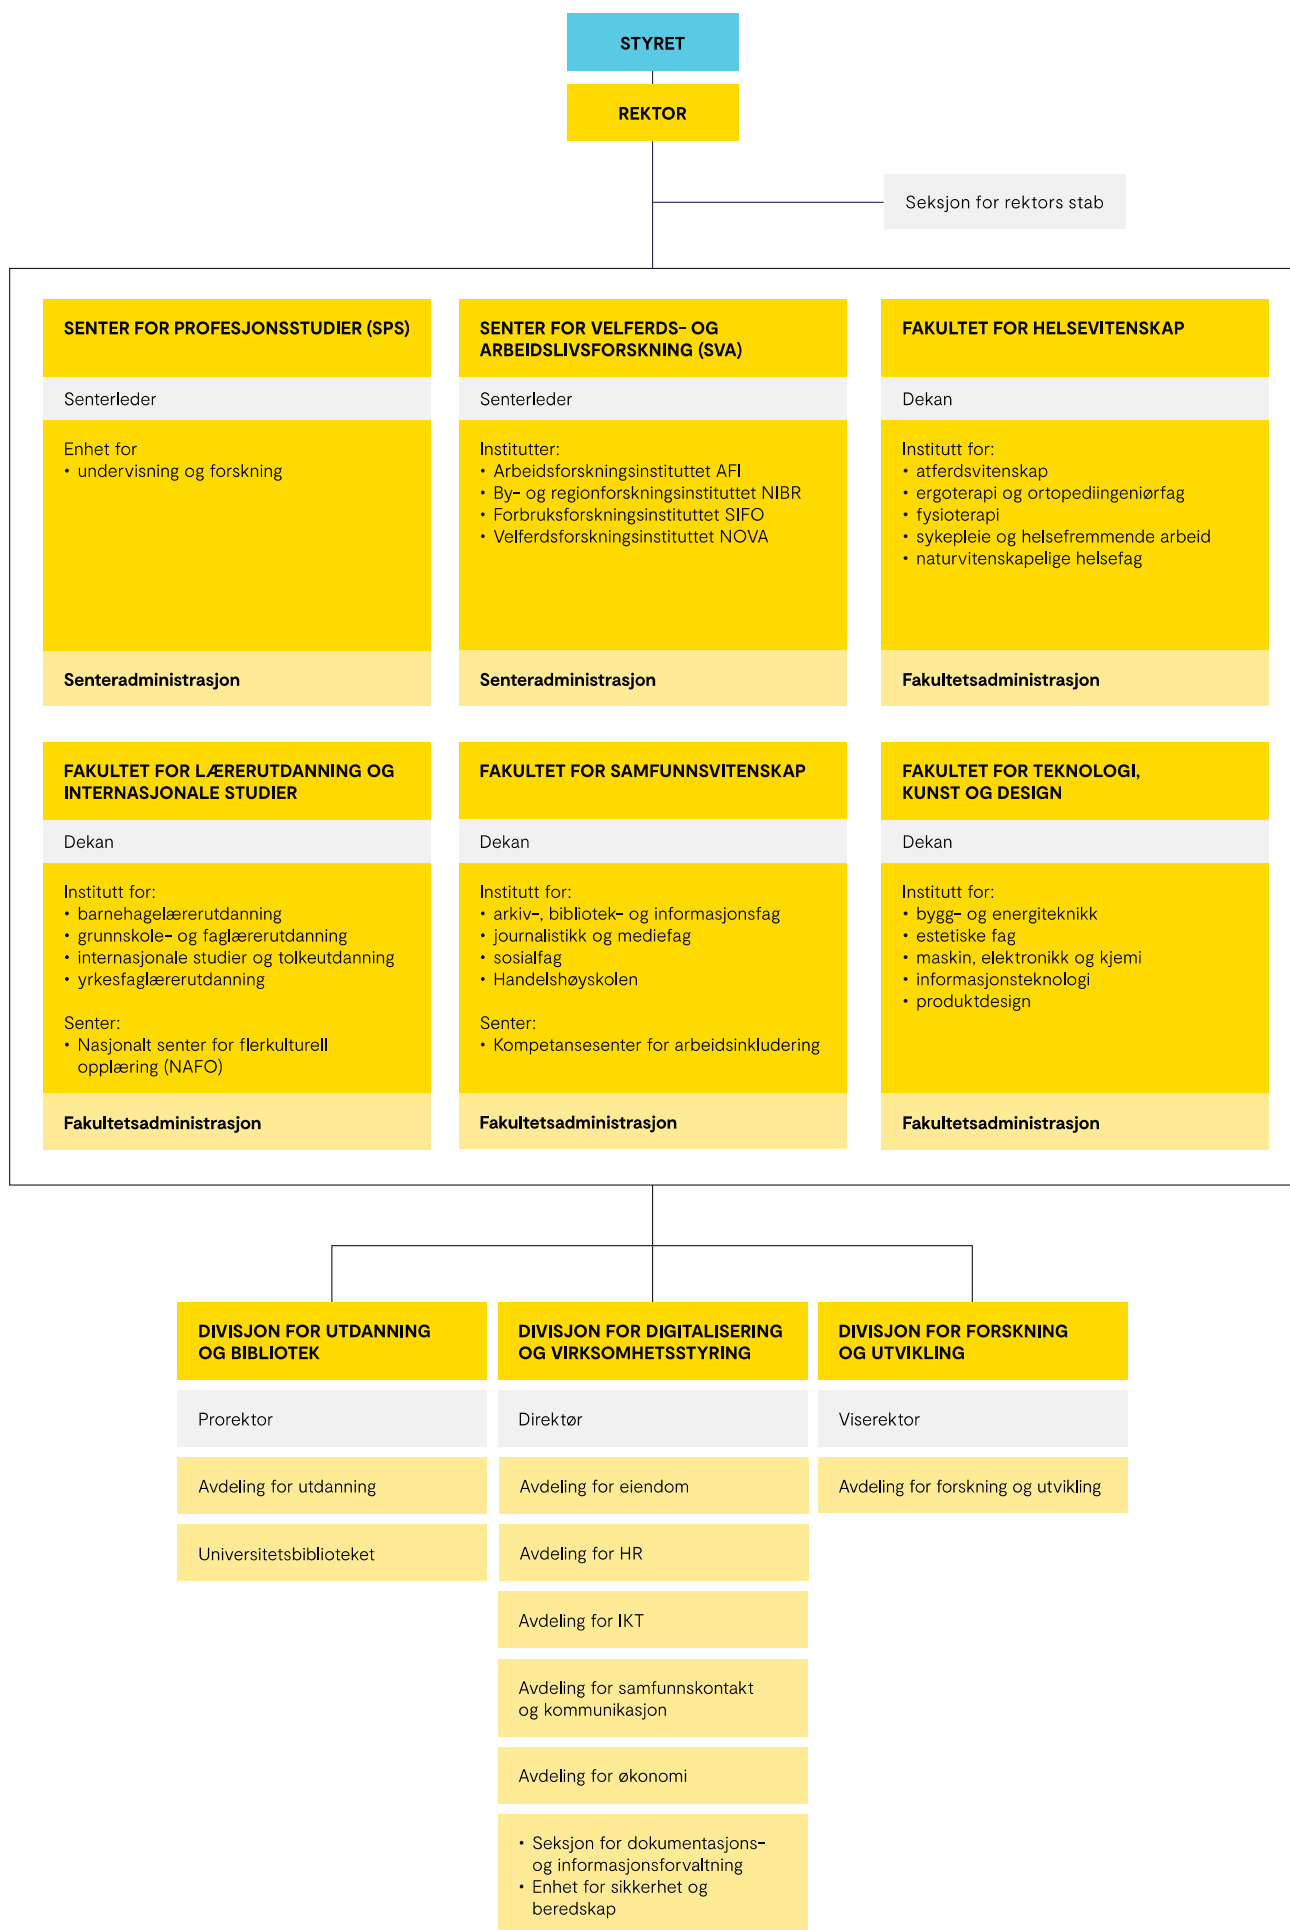 STYRET
REKTOR
Seksjon for rektors stab
SENTER FOR PROFESJONSSTUDIER (SPS)
Senterleder
Enhet for
• undervisning og forskning
Senteradministrasjon
SENTER FOR VELFERDS- OG
ARBEIDSLIVSFORSKNING (SVA)
Senterleder
Institutter:
• Arbeidsforskningsinstituttet AFI
• By- og regionforskningsinstituttet NIBR
• Forbruksforskningsinstituttet SIFO
• Velferdsforskningsinstituttet NOVA
Senteradministrasjon
FAKULTET FOR HELSEVITENSKAP
Dekan
Institutt for:
• atferdsvitenskap
• ergoterapi og ortopediingeniørfag
• fysioterapi
• sykepleie og helsefremmende arbeid
• naturvitenskapelige helsefag
Fakultetsadministrasjon
FAKULTET FOR LÆRERUTDANNING OG
INTERNASJONALE STUDIER
Dekan
Institutt for:
• barnehagelærerutdanning
• grunnskole- og faglærerutdanning
• internasjonale studier og tolkeutdanning
• yrkesfaglærerutdanning
Senter:
• Nasjonalt senter for flerkulturell
opplæring (NAFO)
Fakultetsadministrasjon
FAKULTET FOR SAMFUNNSVITENSKAP
Dekan
Institutt for:
• arkiv-, bibliotek- og informasjonsfag
• journalistikk og mediefag
• sosialfag
• Handelshøyskolen
Senter:
• Kompetansesenter for arbeidsinkludering
Fakultetsadministrasjon
FAKULTET FOR TEKNOLOGI,
KUNST OG DESIGN
Dekan
Institutt for:
• bygg- og energiteknikk
• estetiske fag
• maskin, elektronikk og kjemi
• informasjonsteknologi
• produktdesign
Fakultetsadministrasjon
DIVISJON FOR UTDANNING
OG BIBLIOTEK
Prorektor
Avdeling for utdanning
Universitetsbiblioteket
DIVISJON FOR DIGITALISERING
OG VIRKSOMHETSSTYRING
Direktør
Avdeling for eiendom
Avdeling for HR
Avdeling for IKT
Avdeling for samfunnskontakt
og kommunikasjon
Avdeling for økonomi
• Seksjon for dokumentasjons-
og informasjonsforvaltning
• Enhet for sikkerhet og
beredskap
DIVISJON FOR FORSKNING
OG UTVIKLING
Viserektor
Avdeling for forskning og utvikling